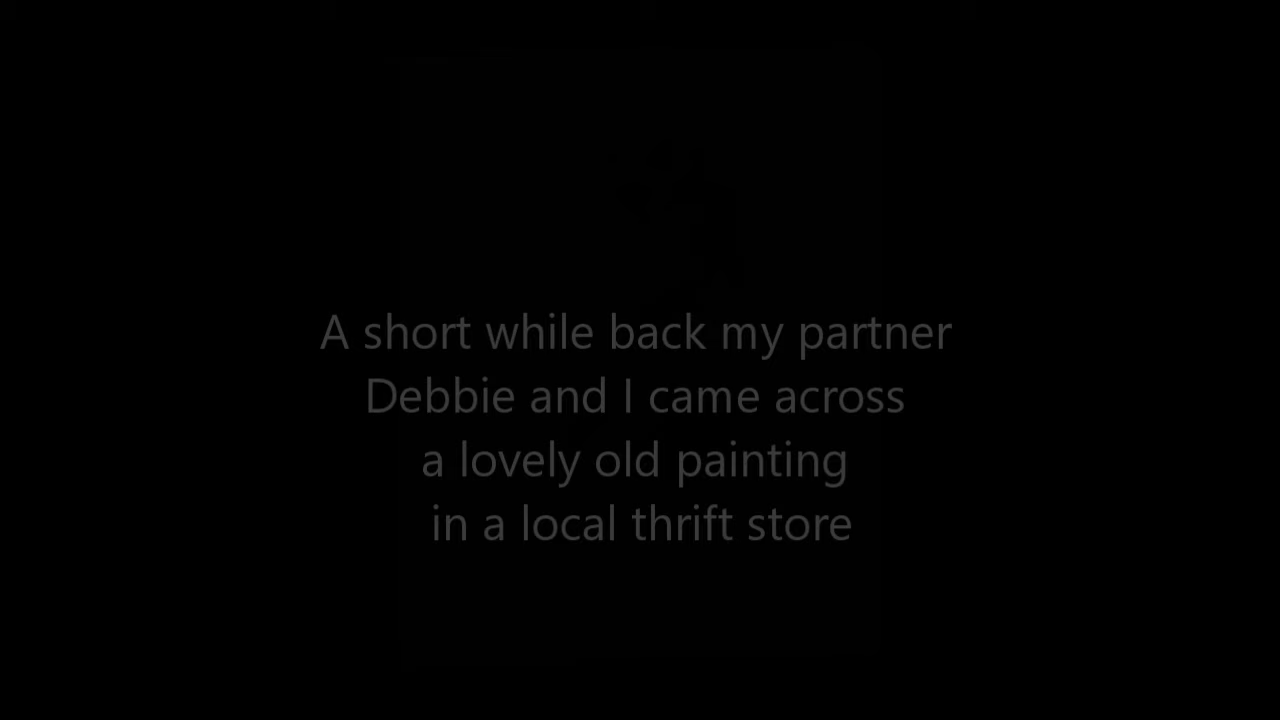 A short while back my partner
Debbie and I came across
a lovely old painting
in a local thrift store